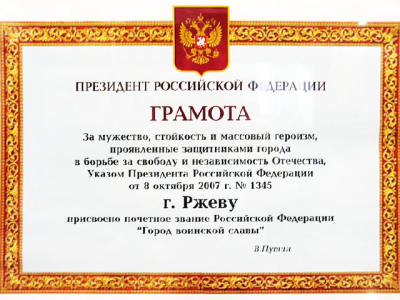 ПРЕЗИДЕНТ РОССИЙСКОЙ ФЕДЕРАЦИИ
ГРАМОТА
За мужество, стойкость и массовый героизм,
проявленные защитниками города
в борьбе за свободу и независимость Отечества,
Указом Президента Российской Федерации
от 8 октября 2007 г. № 1345
г. Ржеву
присвоено почетное звание Российской Федерации
"Город воинской славы"
В.Путин